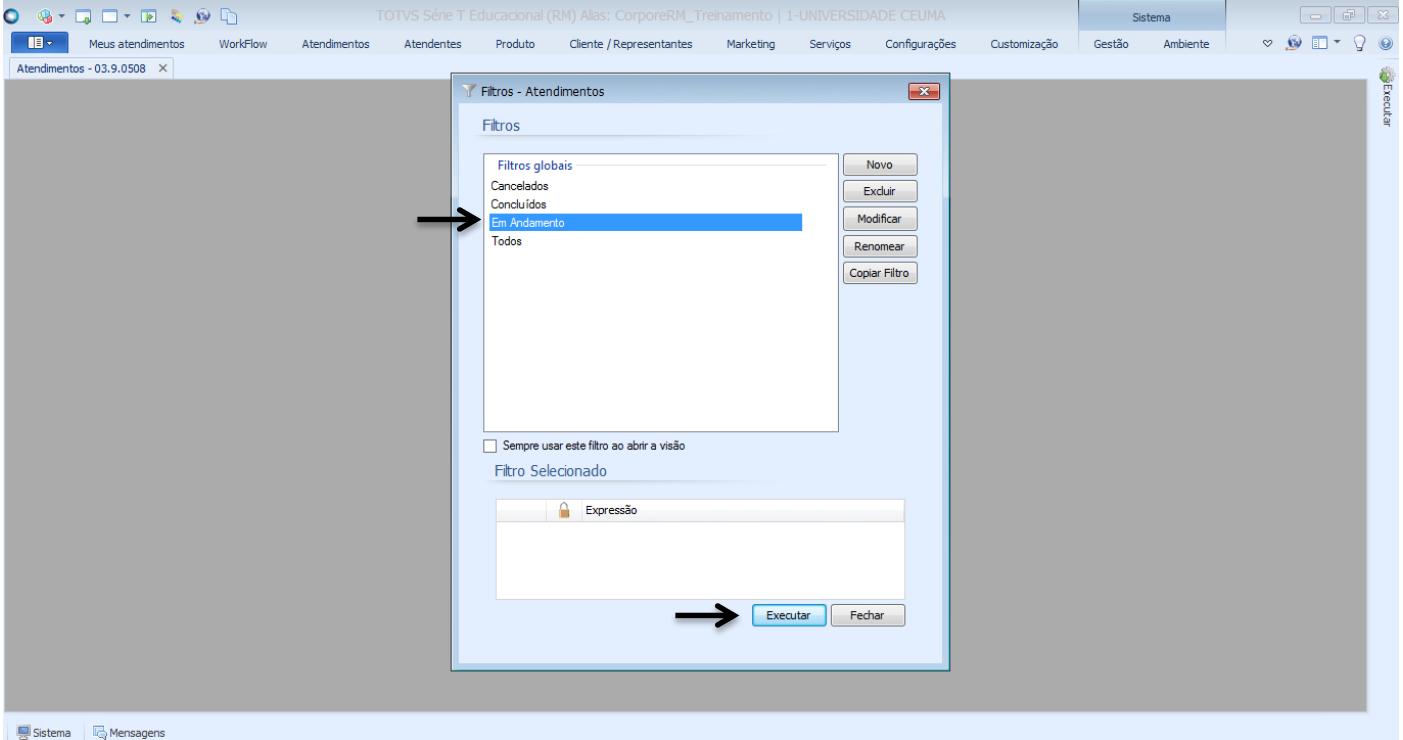 TOTVS Série T Educacional (RM) Alias: CorporeRM_Treinamento | 1-UNIVERSIDADE CEUMA
Sistema
Meus atendimentos WorkFlow Atendimentos Atendentes Produto Cliente / Representantes Marketing Serviços Configurações Customização Gestão Ambiente
Atendimentos - 03.9.0508
Executar
Filtros - Atendimentos
Filtros
Filtros globais
Cancelados
Concluídos
Em Andamento
Todos
Novo
Excluir
Modificar
Renomear
Copiar Filtro
Sempre usar este filtro ao abrir a visão
Filtro Selecionado
Expressão
Executar Fechar
Sistema Mensagens